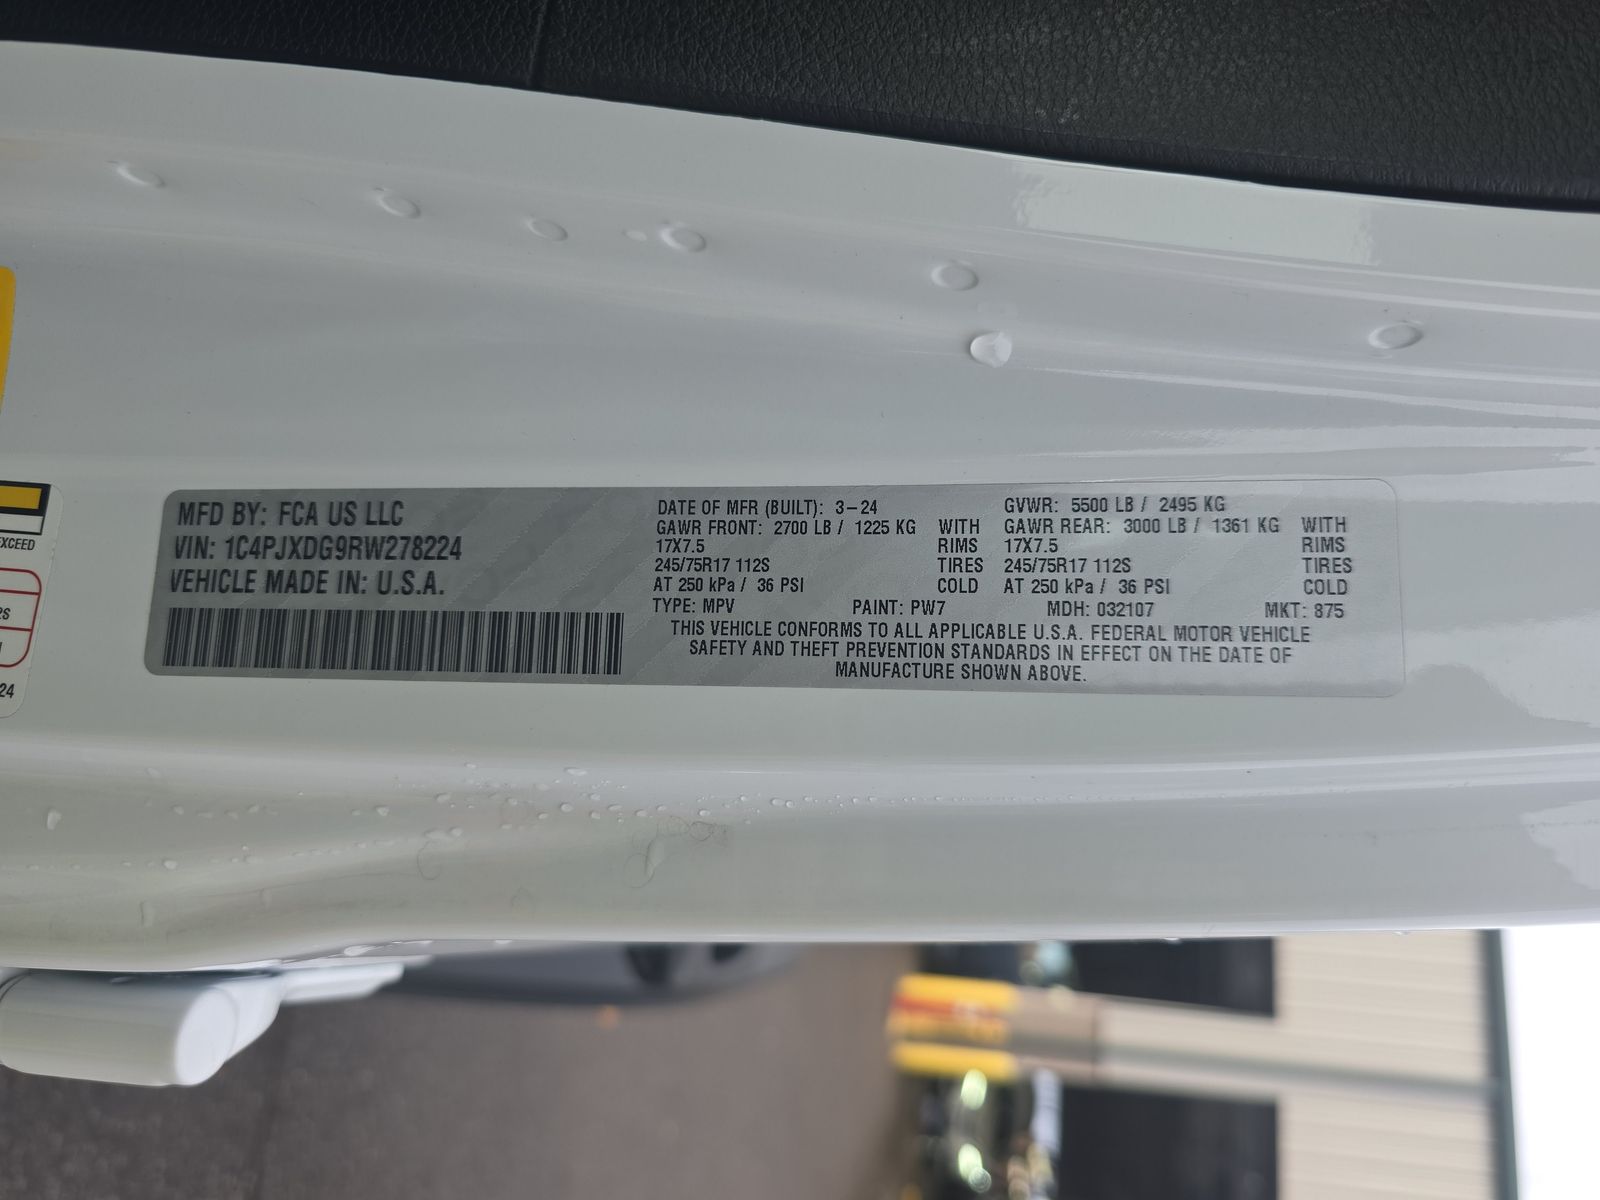 MFD BY: FCA US LLC
VIN: 1C4PJXDG9RW278224
VEHICLE MADE IN: U.S.A.
DATE OF MFR (BUILT): 3-24 GVWR: 5500 LB / 2495 KG
GAWR FRONT: 2700 LB / 1225 KG WITH GAWR REAR: 3000 LB / 1361 KG WITH
17X7.5 RIMS 17X7.5 RIMS
245/75R17 112S TIRES 245/75R17 112S TIRES
AT 250 kPa / 36 PSI COLD AT 250 kPa / 36 PSI COLD
TYPE: MPV PAINT: PW7 MDH: 032107 MKT: 875
THIS VEHICLE CONFORMS TO ALL APPLICABLE U.S.A. FEDERAL MOTOR VEHICLE
SAFETY AND THEFT PREVENTION STANDARDS IN EFFECT ON THE DATE OF
MANUFACTURE SHOWN ABOVE.
EXCEED
24